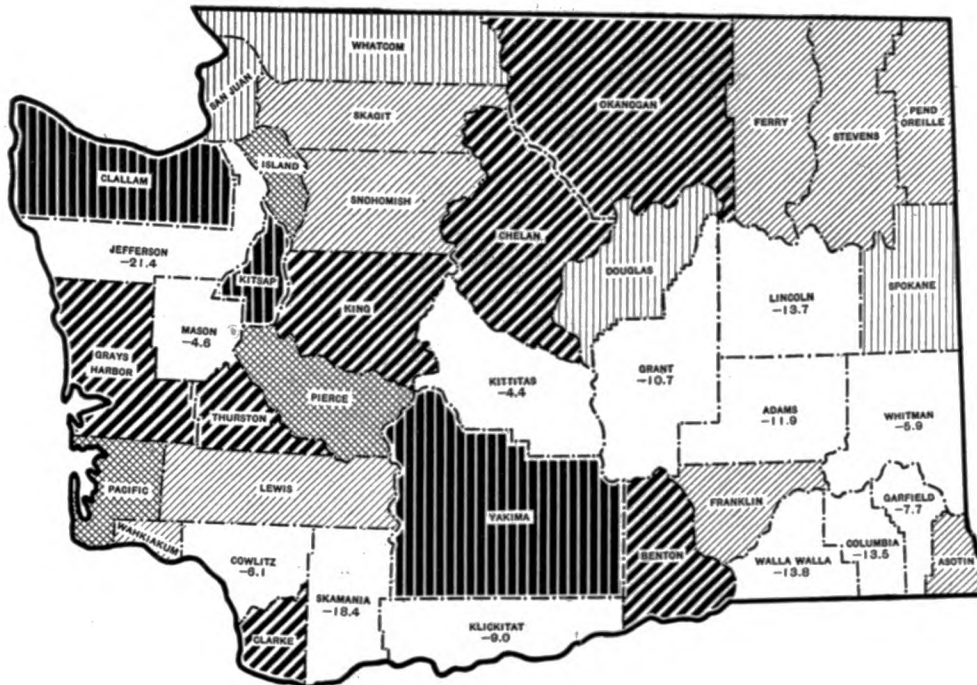 WHATCOM
SAN JUAN
SKAGIT
OKANOGAN
FERRY
STEVENS
PEND
OREILLE
ISLAND
CLALLAM
SNOHOMISH
CHELAN
JEFFERSON
-21.4
KITSAP
DOUGLAS
SPOKANE
LINCOLN
-13.7
KING
MASON
-4.6
GRAYS
HARBOR
KITTITAS
-4.4
GRANT
-10.7
PIERCE
THURSTON
ADAMS
-11.9
WHITMAN
-5.9
PACIFIC
LEWIS
YAKIMA
FRANKLIN
GARFIELD
-7.7
WAHKIAKUM
COWLITZ
-6.1
BENTON
WALLA WALLA
-13.8
COLUMBIA
-13.5
ASOTIN
SKAMANIA
-18.4
KLICKITAT
-9.0
CLARKE